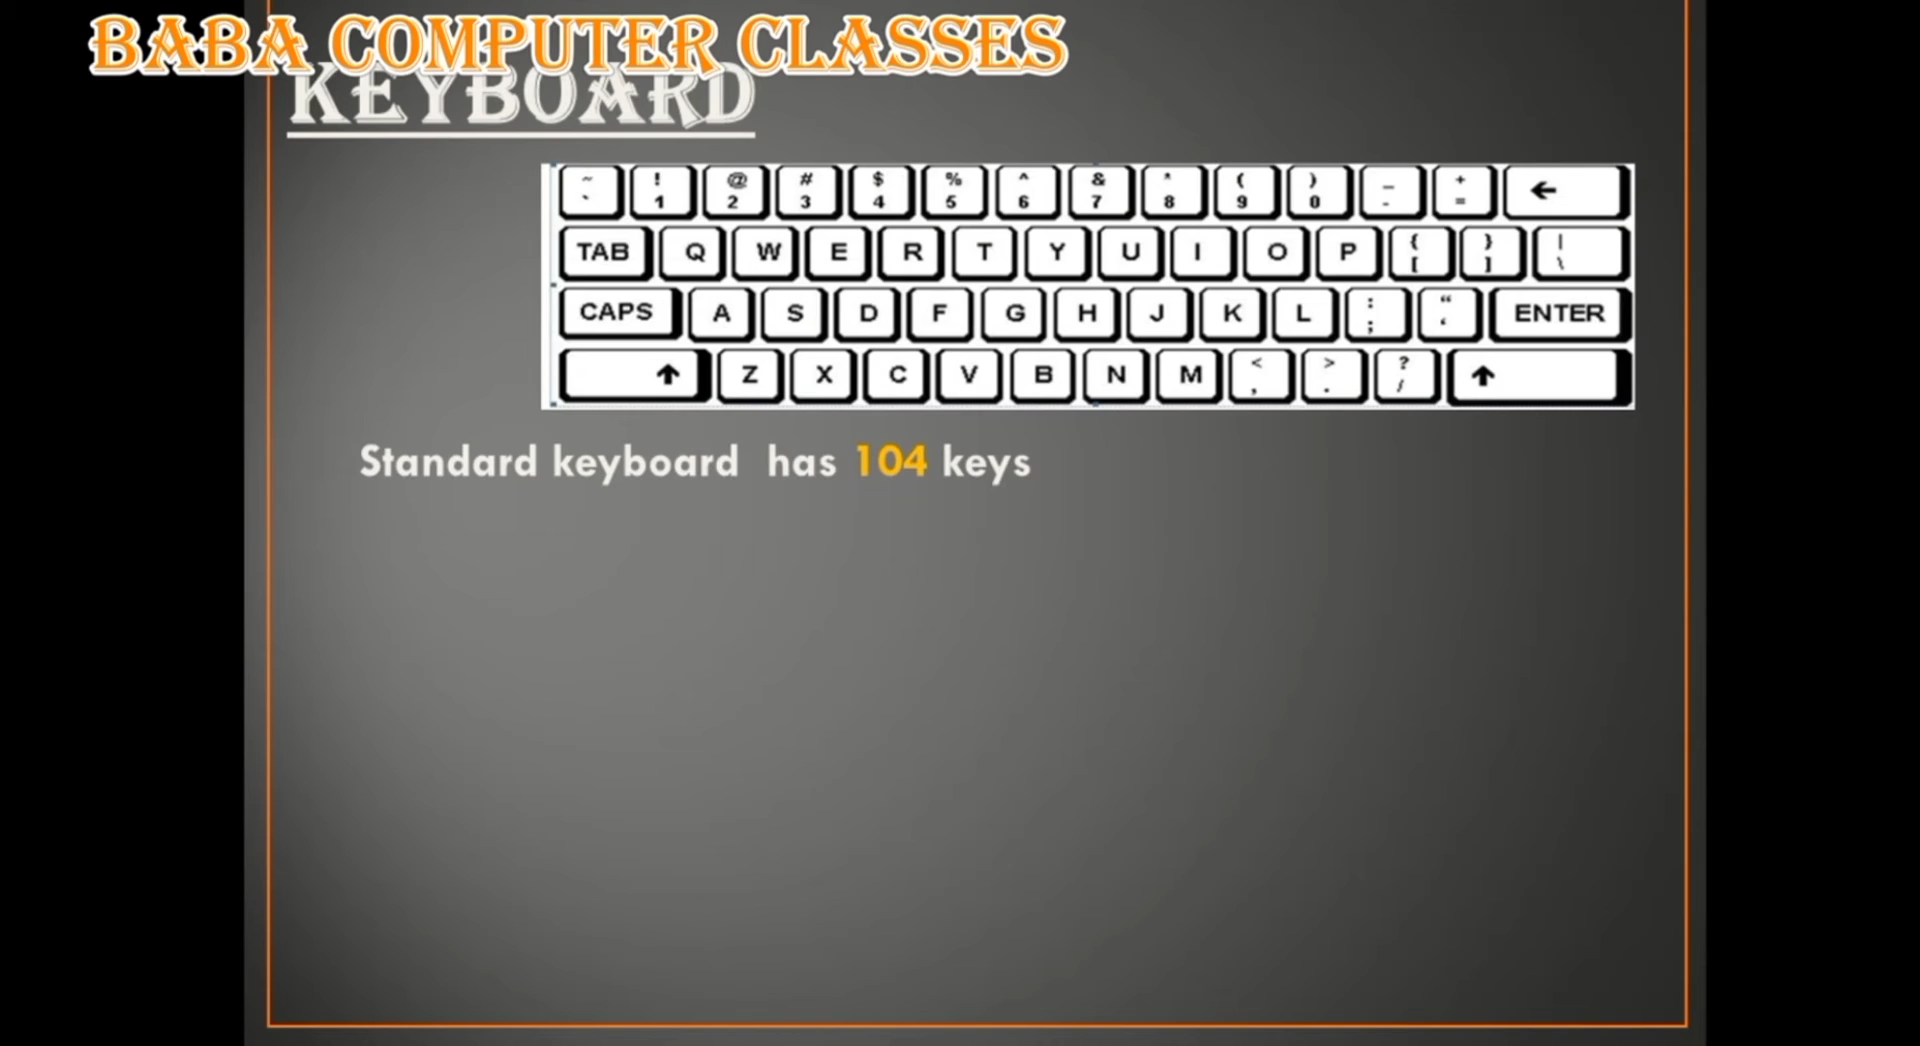 BABA COMPUTER CLASSES
KEYBOARD
~ ! @ # $ % ^ & * ( ) _ + ←
` 1 2 3 4 5 6 7 8 9 0 - =
TAB Q W E R T Y U I O P { } |
[ ] \
CAPS A S D F G H J K L : “ ENTER
; ‘
↑ Z X C V B N M < > ? ↑
, . /
Standard keyboard has 104 keys